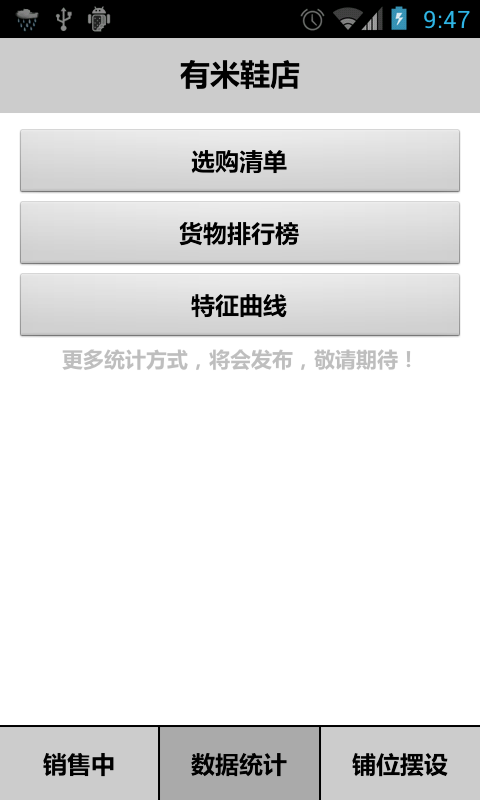 9:47
有米鞋店
选购清单
货物排行榜
特征曲线
更多统计方式，将会发布，敬请期待！
销售中
数据统计
铺位摆设